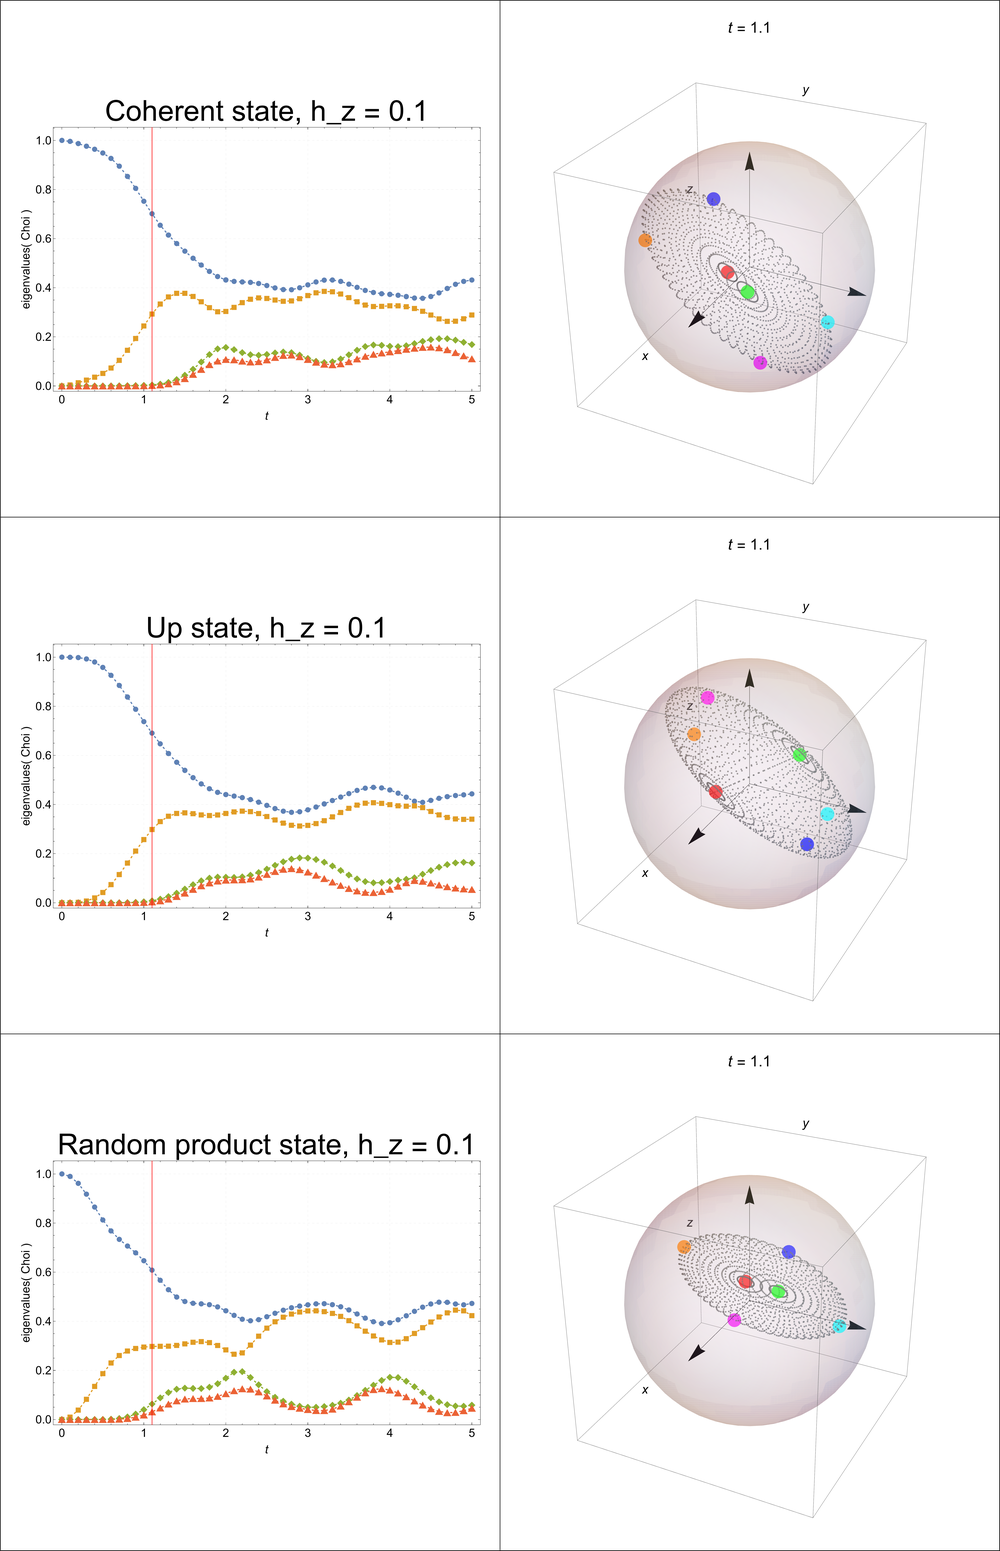 Coherent state, h_z = 0.1
eigenvalues( Choi )
1.0
0.8
0.6
0.4
0.2
0.0
0 1 2 3 4 5
t
t = 1.1
y
z
x
Up state, h_z = 0.1
eigenvalues( Choi )
1.0
0.8
0.6
0.4
0.2
0.0
0 1 2 3 4 5
t
t = 1.1
y
z
x
Random product state, h_z = 0.1
eigenvalues( Choi )
1.0
0.8
0.6
0.4
0.2
0.0
0 1 2 3 4 5
t
t = 1.1
y
z
x